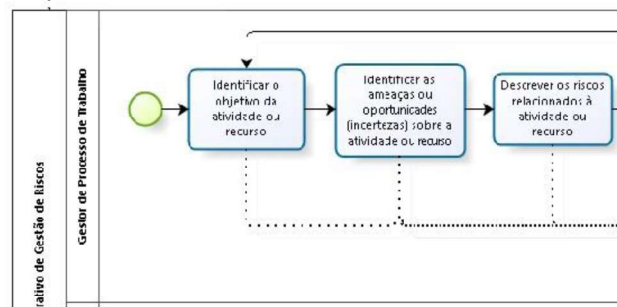 rativo de Gestão de Riscos
Gestor de Processo de Trabalho
Identificar o
objetivo da
atividade ou
recurso
Identificar as
ameaças ou
oportunidades
(incertezas) sobre a
atividade ou recurso
Descrever os riscos
relacionados à
atividade ou
recurso